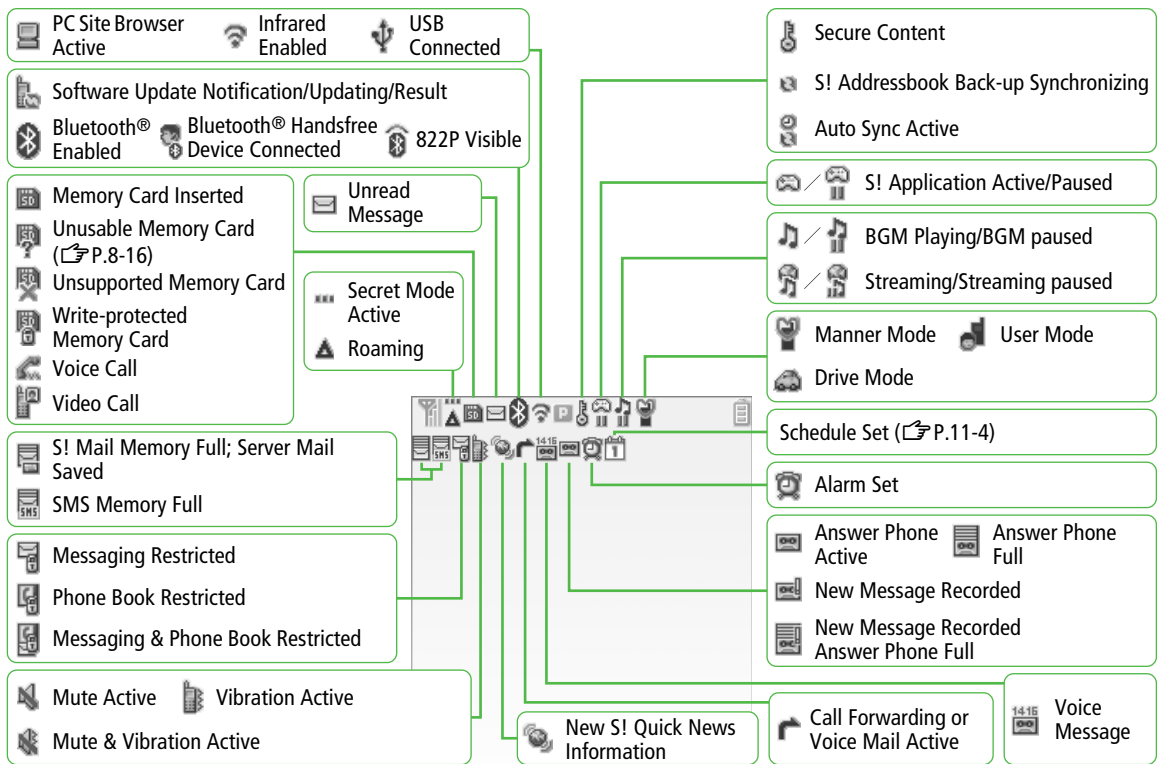 PC Site Browser
Active
Infrared
Enabled
USB
Connected
Software Update Notification/Updating/Result
Bluetooth®
Enabled
Bluetooth® Handsfree
Device Connected
822P Visible
Memory Card Inserted
Unusable Memory Card
(☞P.8-16)
Unsupported Memory Card
Write-protected
Memory Card
Voice Call
Video Call
Unread
Message
Secret Mode
Active
Roaming
S! Mail Memory Full; Server Mail
Saved
SMS
SMS Memory Full
Messaging Restricted
Phone Book Restricted
Messaging & Phone Book Restricted
Mute Active
Vibration Active
Mute & Vibration Active
SD
P
SMS
1415
1
New S! Quick News
Information
Secure Content
S! Addressbook Back-up Synchronizing
Auto Sync Active
S! Application Active/Paused
BGM Playing/BGM paused
Streaming/Streaming paused
Manner Mode
User Mode
Drive Mode
Schedule Set (☞P.11-4)
Alarm Set
Answer Phone
Active
Answer Phone
Full
New Message Recorded
New Message Recorded
Answer Phone Full
Call Forwarding or
Voice Mail Active
1415
Voice
Message